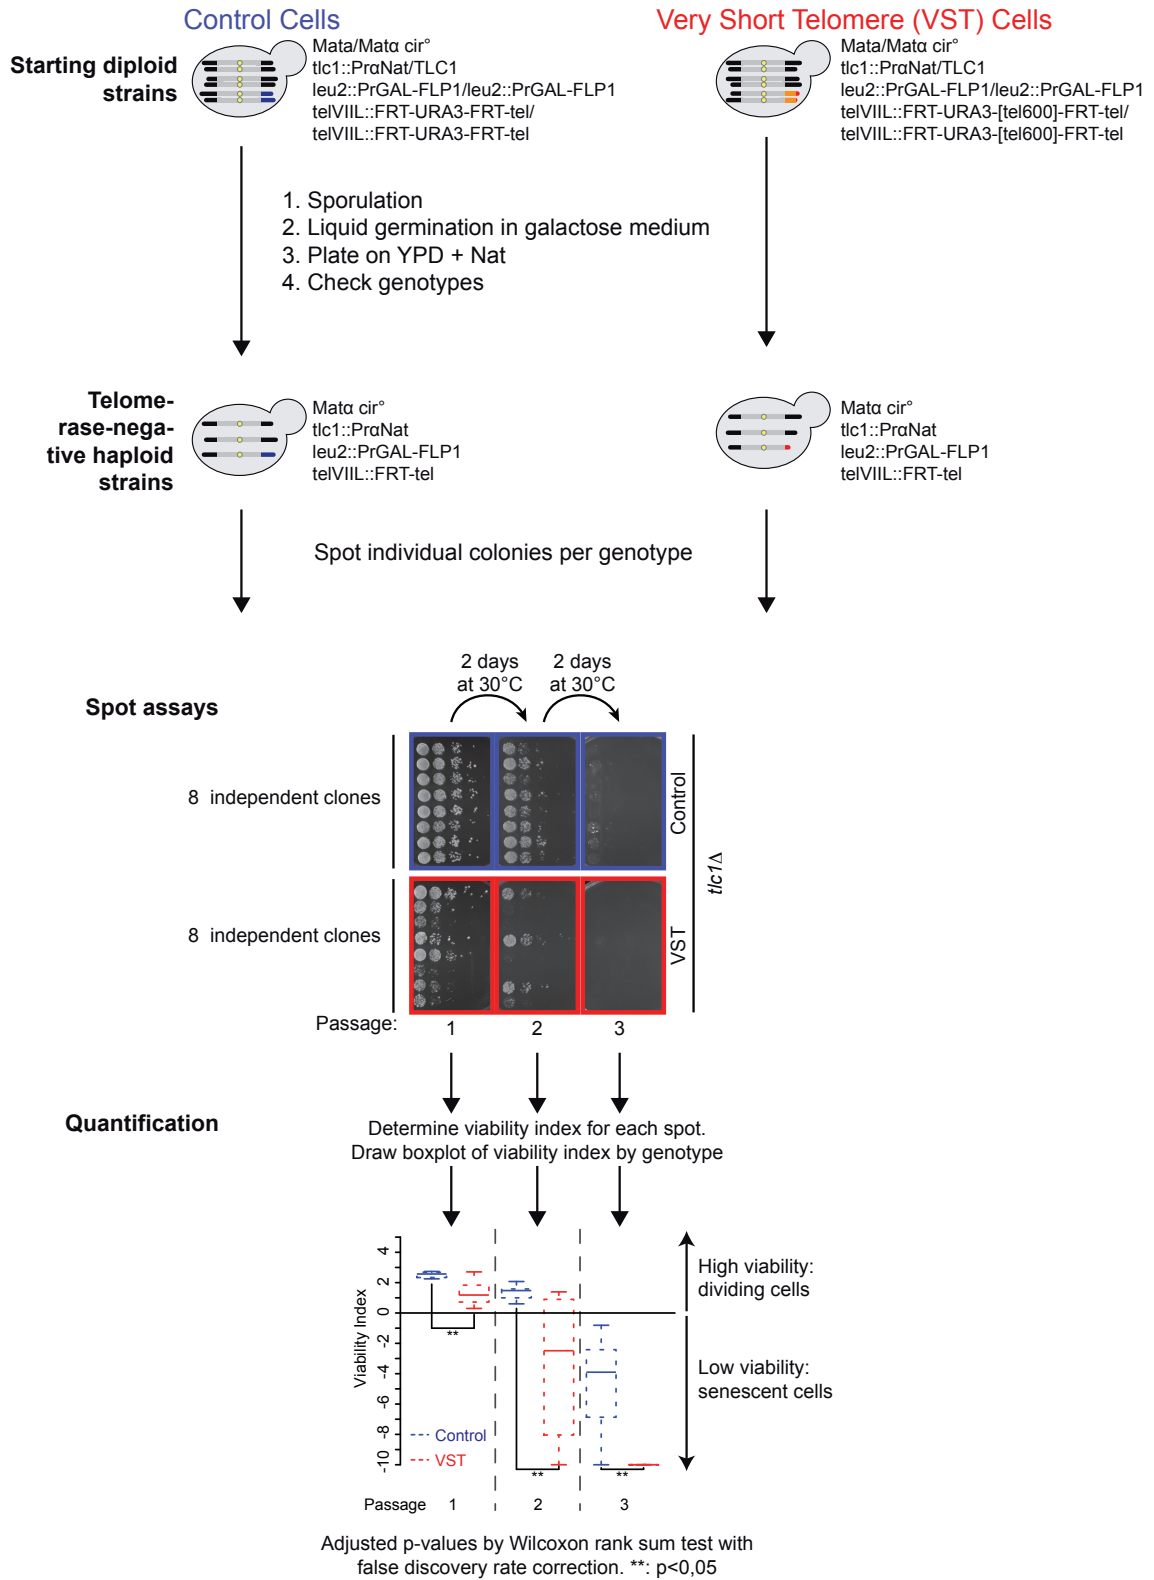 Control Cells
Very Short Telomere (VST) Cells
Starting diploid
strains
Mata/Matα cir°
tlc1::PrαNat/TLC1
leu2::PrGAL-FLP1/leu2::PrGAL-FLP1
telVIIL::FRT-URA3-FRT-tel/
telVIIL::FRT-URA3-FRT-tel
Mata/Matα cir°
tlc1::PrαNat/TLC1
leu2::PrGAL-FLP1/leu2::PrGAL-FLP1
telVIIL::FRT-URA3-[tel600]-FRT-tel/
telVIIL::FRT-URA3-[tel600]-FRT-tel
1. Sporulation
2. Liquid germination in galactose medium
3. Plate on YPD + Nat
4. Check genotypes
Telome-
rase-nega-
tive haploid
strains
Matα cir°
tlc1::PrαNat
leu2::PrGAL-FLP1
telVIIL::FRT-tel
Matα cir°
tlc1::PrαNat
leu2::PrGAL-FLP1
telVIIL::FRT-tel
Spot individual colonies per genotype
2 days
at 30°C
2 days
at 30°C
Spot assays
8 independent clones
Control
8 independent clones
VST
tlc1Δ
Passage:
1
2
3
Quantification
Determine viability index for each spot.
Draw boxplot of viability index by genotype
Viability Index
4
2
0
-2
-4
-6
-8
-10
**
**
**
Control
VST
High viability:
dividing cells
Low viability:
senescent cells
Passage
1
2
3
Adjusted p-values by Wilcoxon rank sum test with
false discovery rate correction. **: p<0,05